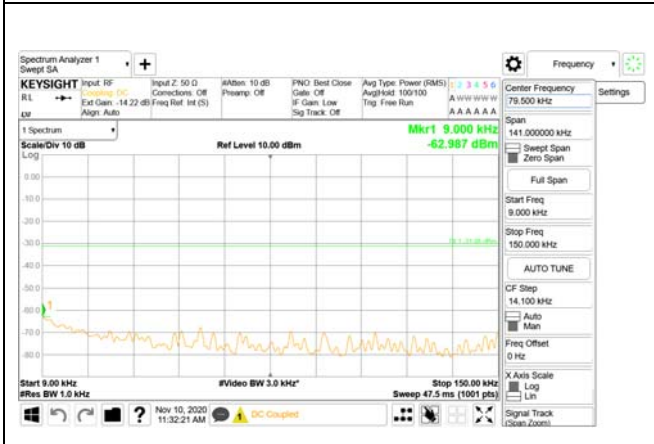 Spectrum Analyzer 1
Swept SA
Frequency
KEYSIGHT
RL
Input: RF
Coupling: DC
Ext Gain: -14.22 dB
Align: Auto
Input Z: 50 Ω
Corrections: Off
Freq Ref: Int (S)
#Atten: 10 dB
Preamp: Off
PNO: Best Close
Gate: Off
IF Gain: Low
Sig Track: Off
Avg Type: Power (RMS)
Avg|Hold: 100/100
Trig: Free Run
1 2 3 4 5 6
A W W W W W
A A A A A A
1 Spectrum
Mkr1 9.000 kHz
Scale/Div 10 dB
Ref Level 10.00 dBm
-62.987 dBm
Log
0.00
-10.0
-20.0
-30.0
-40.0
-50.0
-60.0
-70.0
-80.0
1
Start 9.00 kHz
#Video BW 3.0 kHz*
Stop 150.00 kHz
#Res BW 1.0 kHz
Sweep 47.5 ms (1001 pts)
Nov 10, 2020
11:32:21 AM
DC Coupled
Center Frequency
79.500 kHz
Settings
Span
141.000000 kHz
Swept Span
Zero Span
Full Span
Start Freq
9.000 kHz
Stop Freq
150.000 kHz
AUTO TUNE
CF Step
14.100 kHz
Auto
Man
Freq Offset
0 Hz
X Axis Scale
Log
Lin
Signal Track
(Span Zoom)